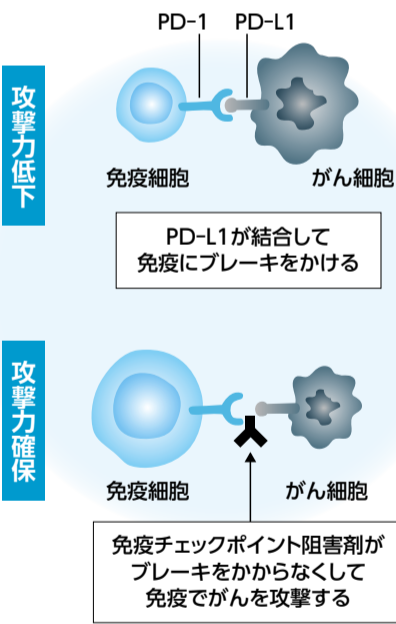 PD-1 PD-L1
攻撃力低下
免疫細胞 がん細胞
PD-L1が結合して
免疫にブレーキをかける
攻撃力確保
免疫細胞 がん細胞
免疫チェックポイント阻害剤が
ブレーキをかからなくして
免疫でがんを攻撃する